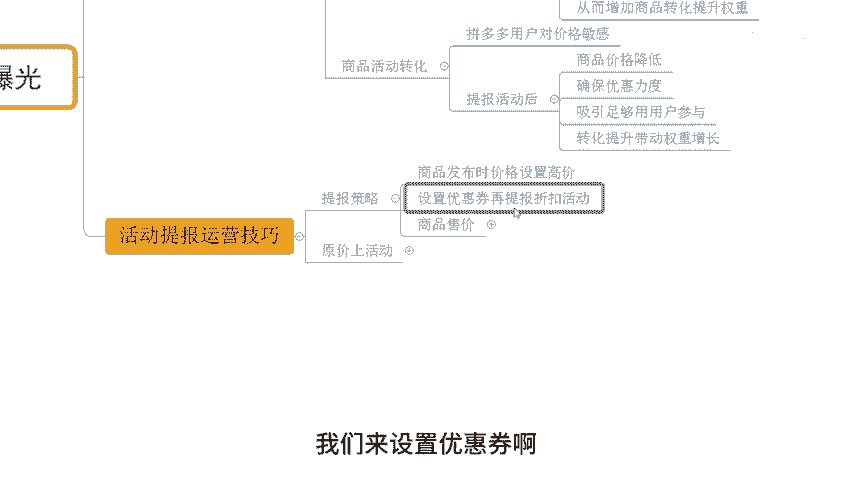 从而增加商品转化提升权重
拼多多用户对价格敏感
商品活动转化
商品价格降低
确保优惠力度
提报活动后
吸引足够用用户参与
转化提升带动权重增长
曝光
商品发布时价格设置高价
提报策略
设置优惠券再提报折扣活动
商品售价
活动提报运营技巧
原价上活动
我们来设置优惠券啊